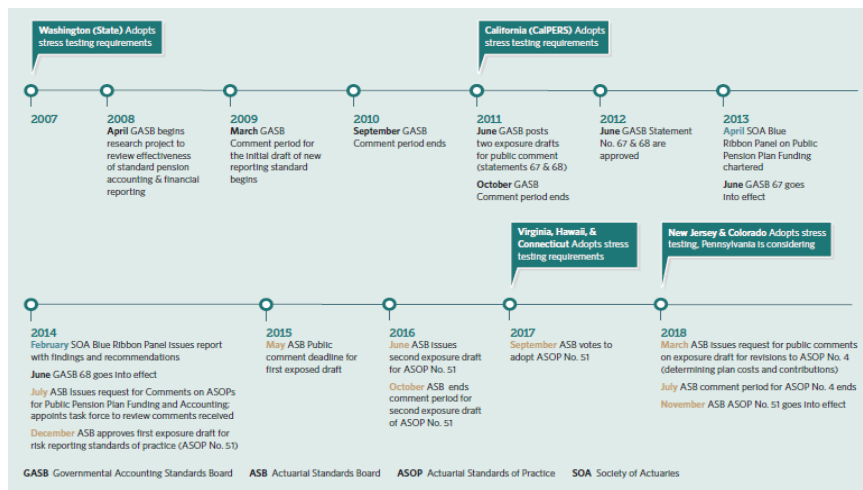 Washington (State) Adopts
stress testing requirements
California (CalPERS) Adopts
stress testing requirements
2007
2008
April GASB begins
research project to
review effectiveness
of standard pension
accounting & financial
reporting
2009
March GASB
Comment period for
the initial draft of new
reporting standard
begins
2010
September GASB
Comment period ends
2011
June GASB posts
two exposure drafts
for public comment
(statements 67 & 68)
October GASB
Comment period ends
2012
June GASB Statement
No. 67 & 68 are
approved
2013
April SOA Blue
Ribbon Panel on Public
Pension Plan Funding
chartered
June GASB 67 goes
into effect
Virginia, Hawaii, &
Connecticut Adopts stress
testing requirements
New Jersey & Colorado Adopts stress
testing, Pennsylvania is considering
2014
February SOA Blue Ribbon Panel issues report
with findings and recommendations
June GASB 68 goes into effect
July ASB Issues request for Comments on ASOPs
for Public Pension Plan Funding and Accounting;
appoints task force to review comments received
December ASB approves first exposure draft for
risk reporting standards of practice (ASOP No. 51)
2015
May ASB Public
comment deadline for
first exposed draft
2016
June ASB issues
second exposure draft
for ASOP No. 51
October ASB ends
comment period for
second exposure draft
of ASOP No. 51
2017
September ASB votes to
adopt ASOP No. 51
2018
March ASB issues request for public comments
on exposure draft for revisions to ASOP No. 4
(determining plan costs and contributions)
July ASB comment period for ASOP No. 4 ends
November ASB ASOP No. 51 goes into effect
GASB Governmental Accounting Standards Board ASB Actuarial Standards Board ASOP Actuarial Standards of Practice SOA Society of Actuaries